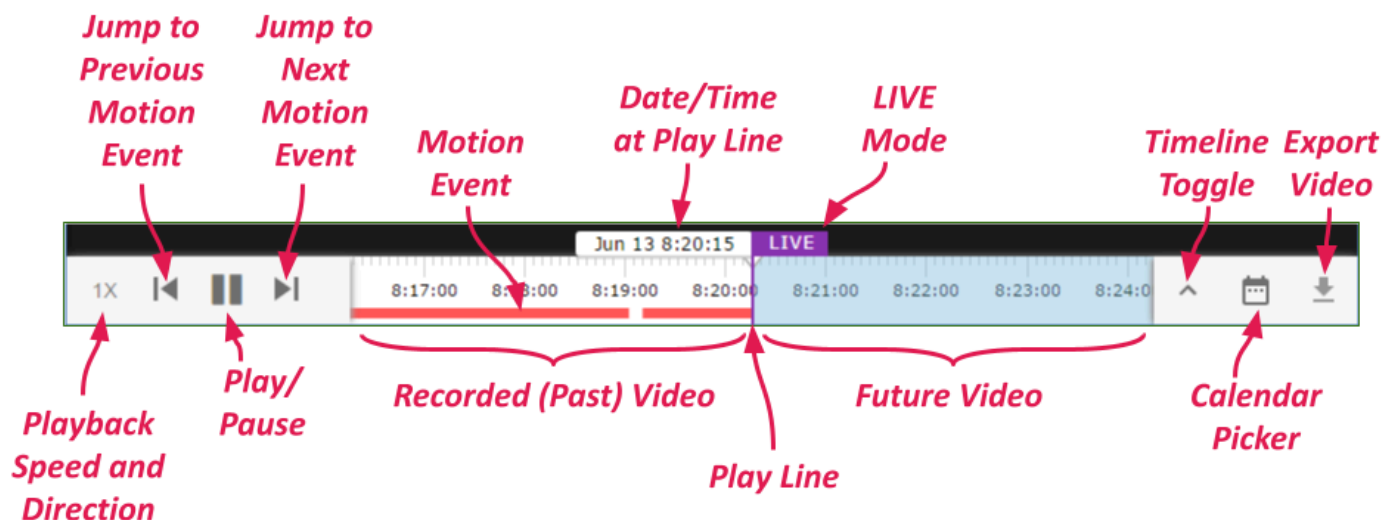 Jump to
Previous
Motion
Event
Jump to
Next
Motion
Event
Motion
Event
Date/Time
at Play Line
LIVE
Mode
Timeline
Toggle
Export
Video
Jun 13 8:20:15
LIVE
1X
8:17:00 8:18:00 8:19:00 8:20:00 8:21:00 8:22:00 8:23:00 8:24:0
Playback
Speed and
Direction
Play/
Pause
Recorded (Past) Video
Play Line
Future Video
Calendar
Picker